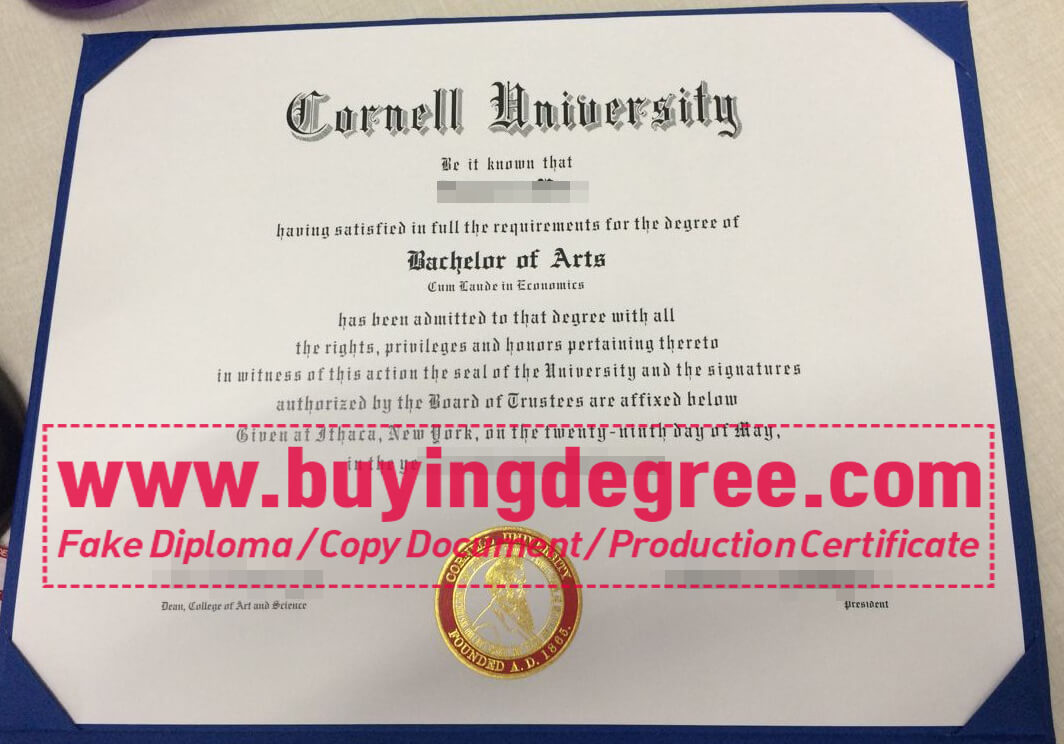 Cornell University
Be it known that
having satisfied in full the requirements for the degree of
Bachelor of Arts
Cum Laude in Economics
has been admitted to that degree with all
the rights, privileges and honors pertaining thereto
in witness of this action the seal of the University and the signatures
authorized by the Board of Trustees are affixed below
Given at Ithaca, New York, on the twenty-ninth day of May,
in the
www.buyingdegree.com
Fake Diploma / Copy Document / Production Certificate
CORNELL UNIVERSITY
FOUNDED A.D. 1865.
Dean, College of Art and Science
President